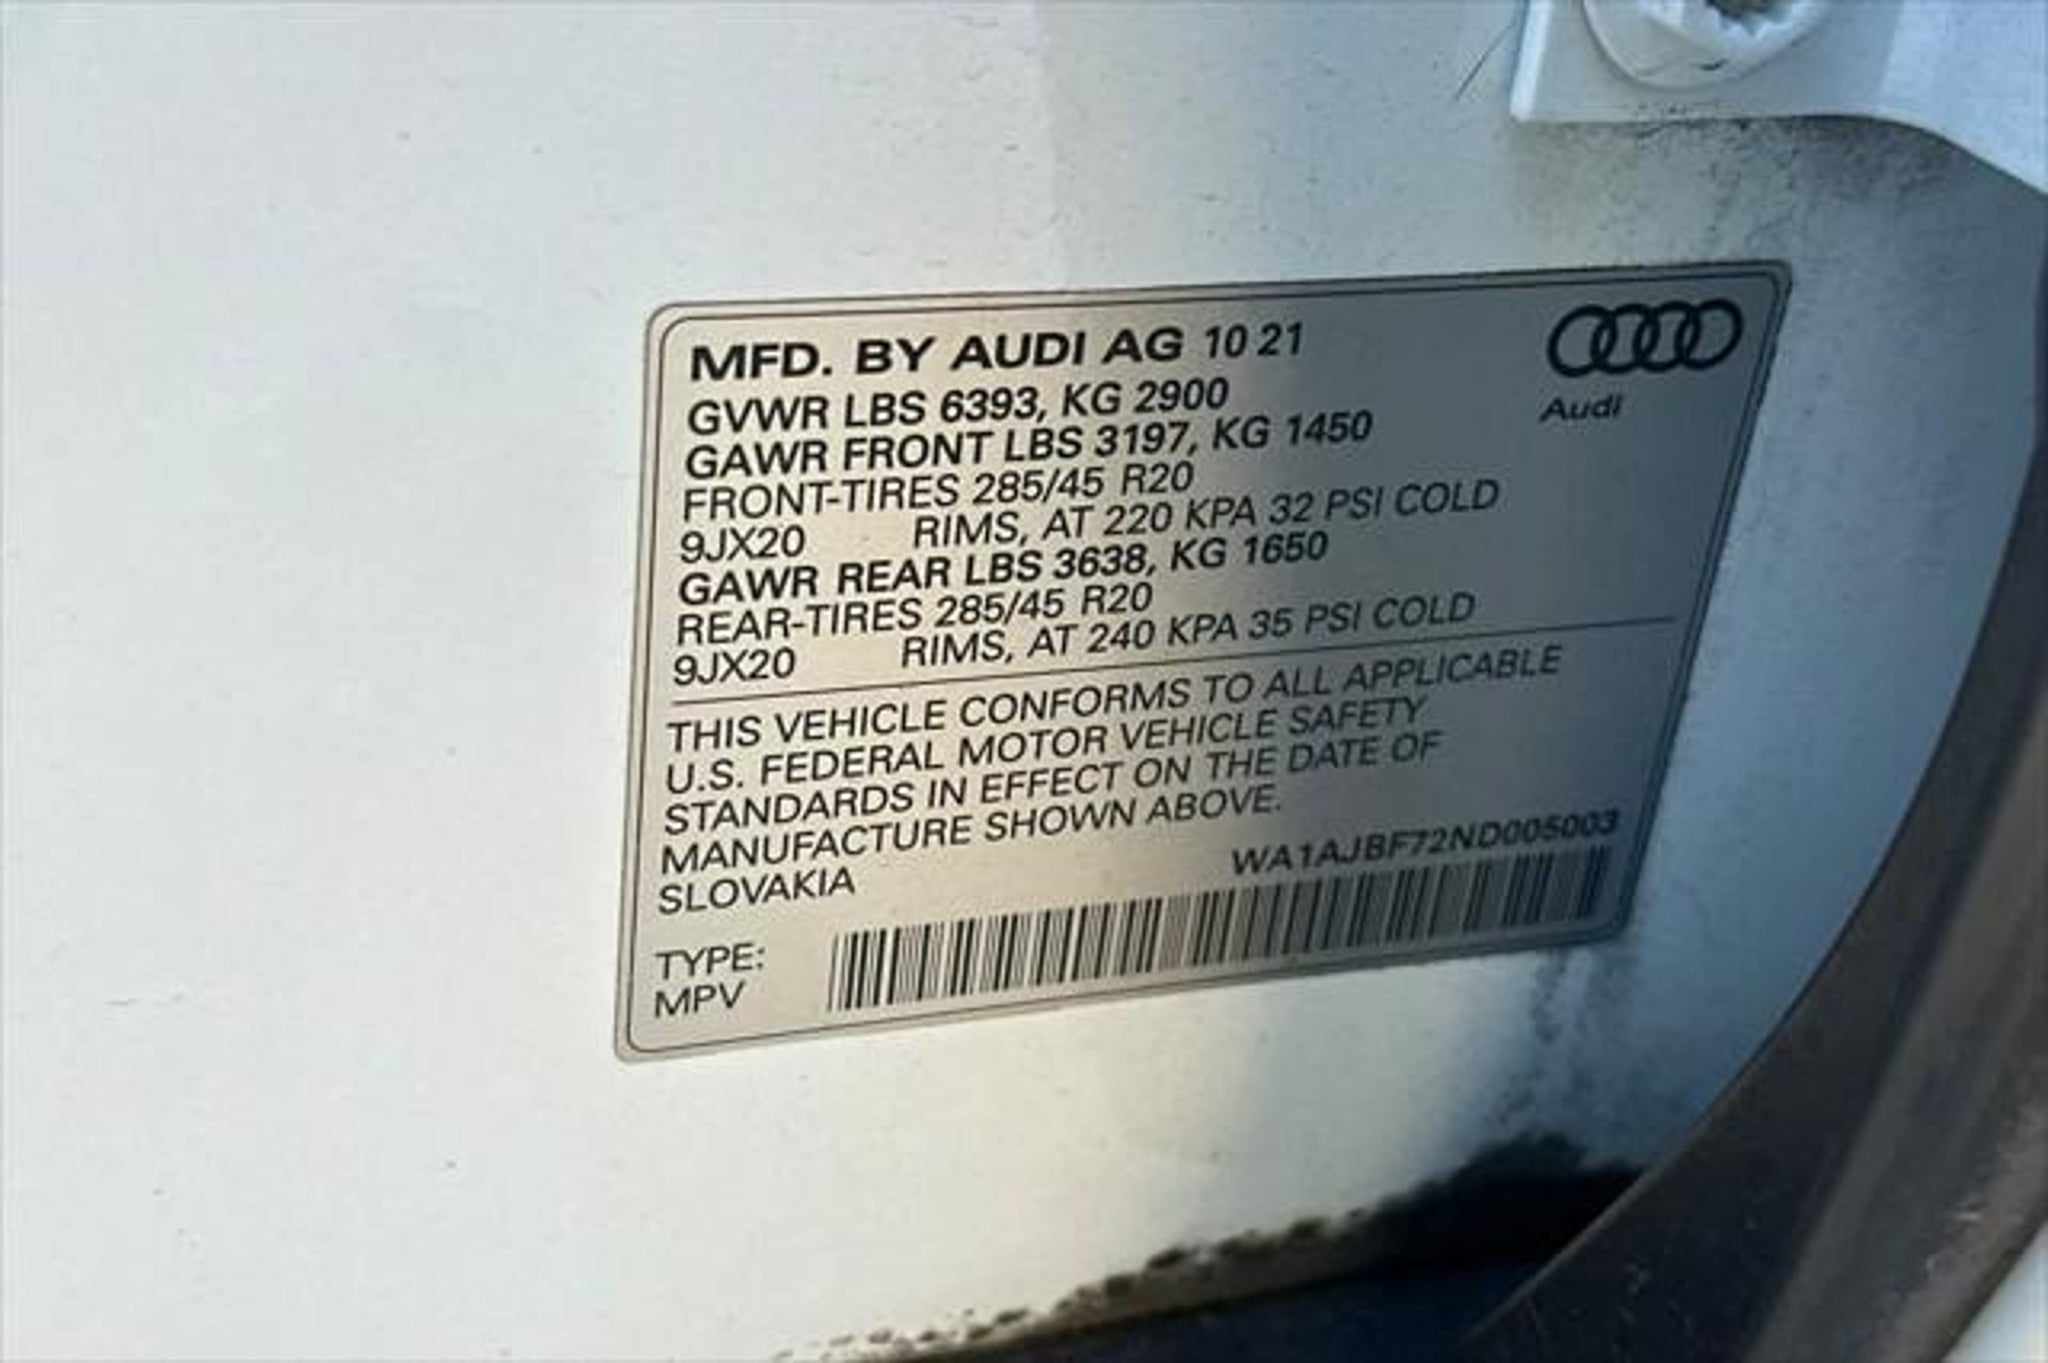 MFD. BY AUDI AG 10 21
Audi
GVWR LBS 6393, KG 2900
GAWR FRONT LBS 3197, KG 1450
FRONT-TIRES 285/45 R20
9JX20 RIMS, AT 220 KPA 32 PSI COLD
GAWR REAR LBS 3638, KG 1650
REAR-TIRES 285/45 R20
9JX20 RIMS, AT 240 KPA 35 PSI COLD
THIS VEHICLE CONFORMS TO ALL APPLICABLE
U.S. FEDERAL MOTOR VEHICLE SAFETY
STANDARDS IN EFFECT ON THE DATE OF
MANUFACTURE SHOWN ABOVE.
SLOVAKIA WA1AJBF72ND005003
TYPE:
MPV